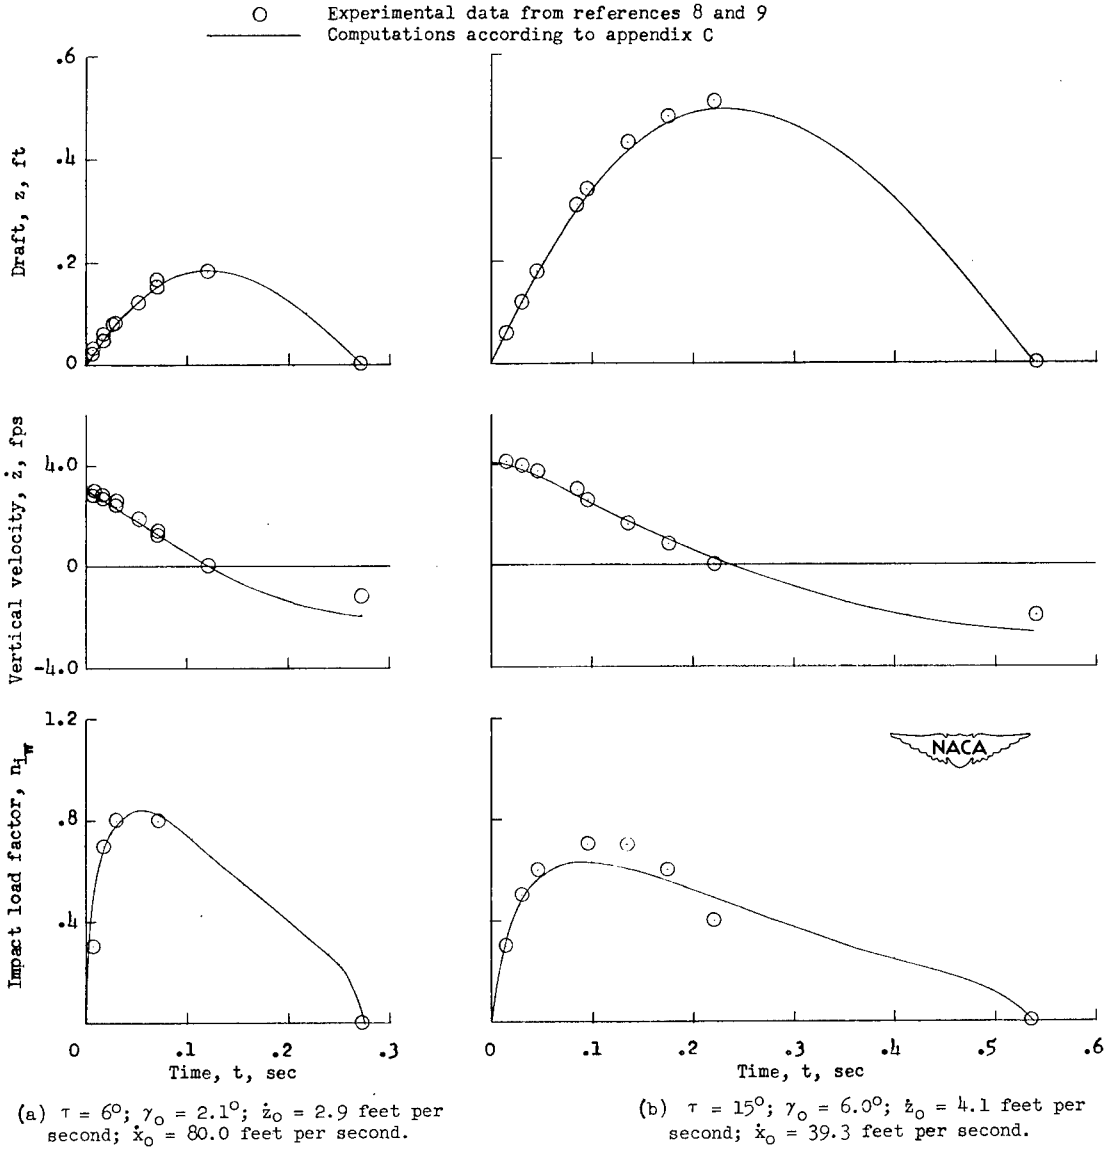 Experimental data from references 8 and 9
Computations according to appendix C
.6
.4
.2
0
Draft, z, ft
4.0
0
-4.0
Vertical velocity, ż, fps
1.2
.8
.4
Impact load factor, n_{i_w}
NACA
0 .1 .2 .3
Time, t, sec
0 .1 .2 .3 .4 .5 .6
Time, t, sec
(a) τ = 6°; γ₀ = 2.1°; ż₀ = 2.9 feet per
second; ẋ₀ = 80.0 feet per second.
(b) τ = 15°; γ₀ = 6.0°; ż₀ = 4.1 feet per
second; ẋ₀ = 39.3 feet per second.